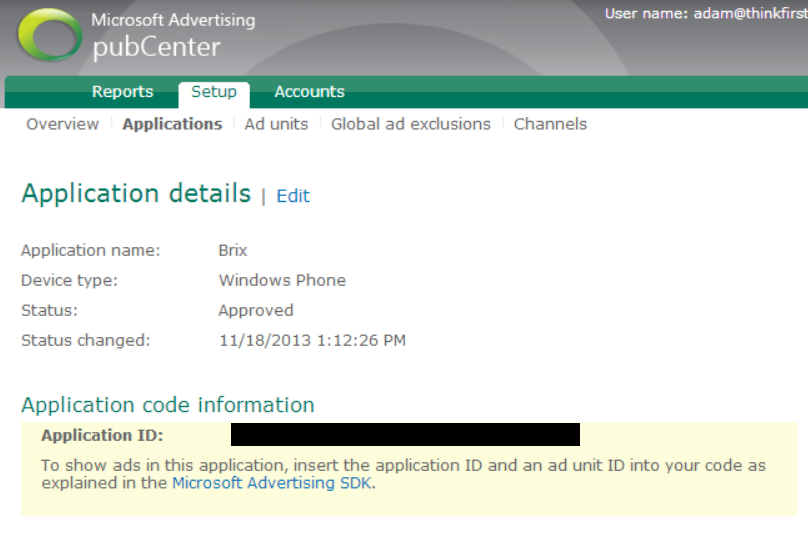 Microsoft Advertising
pubCenter
User name: adam@thinkfirst
Reports Setup Accounts
Overview Applications Ad units Global ad exclusions Channels
Application details | Edit
Application name: Brix
Device type: Windows Phone
Status: Approved
Status changed: 11/18/2013 1:12:26 PM
Application code information
Application ID:
To show ads in this application, insert the application ID and an ad unit ID into your code as
explained in the Microsoft Advertising SDK.